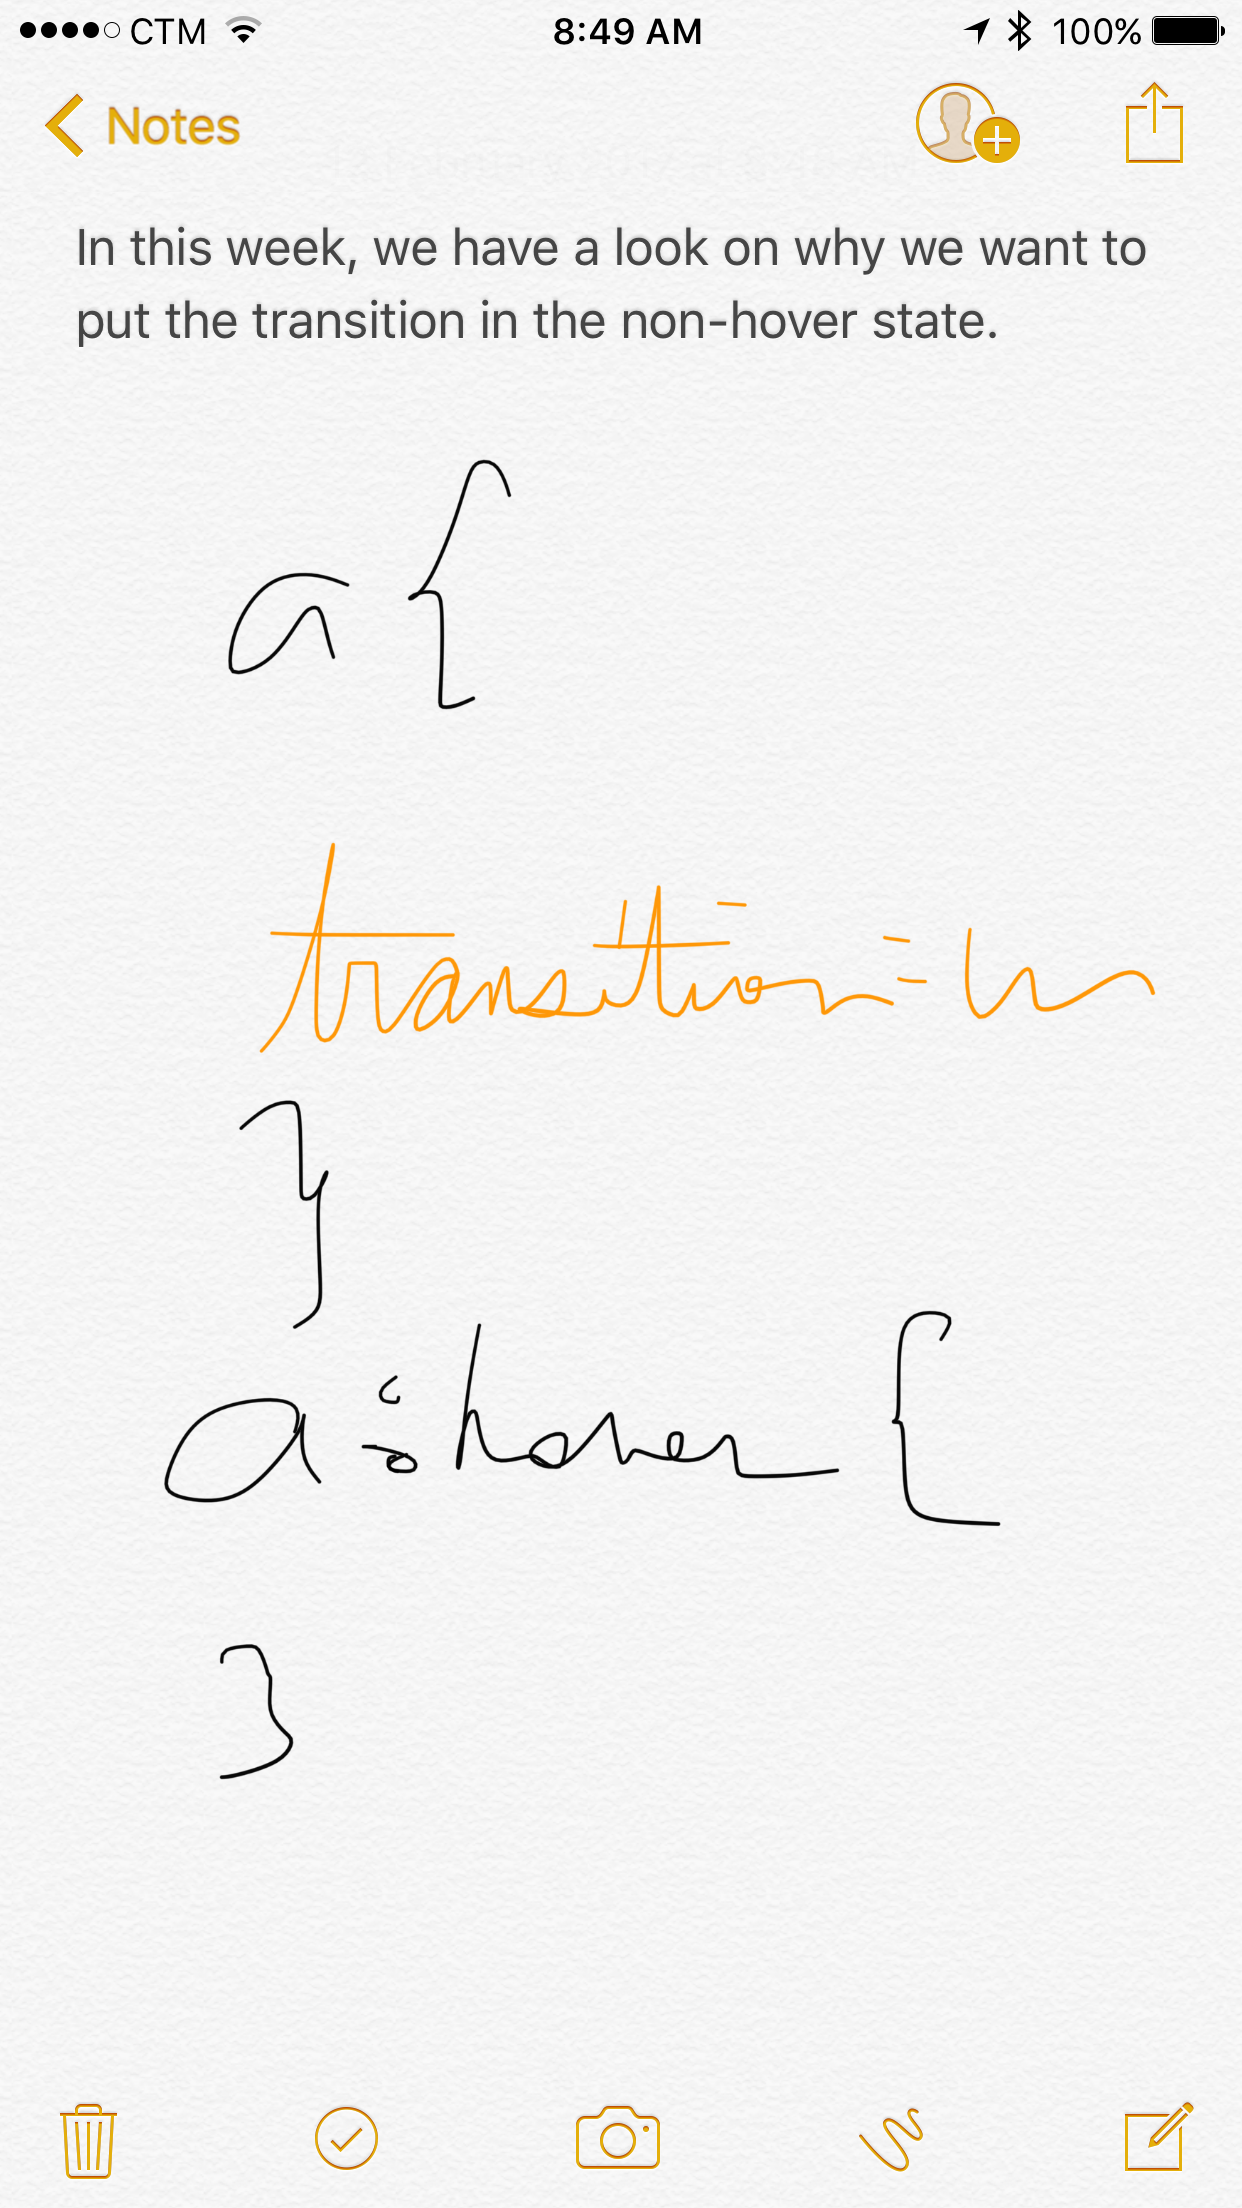 CTM 8:49 AM 100%
Notes
In this week, we have a look on why we want to
put the transition in the non-hover state.
a {
transition:
}
a:hover {
}